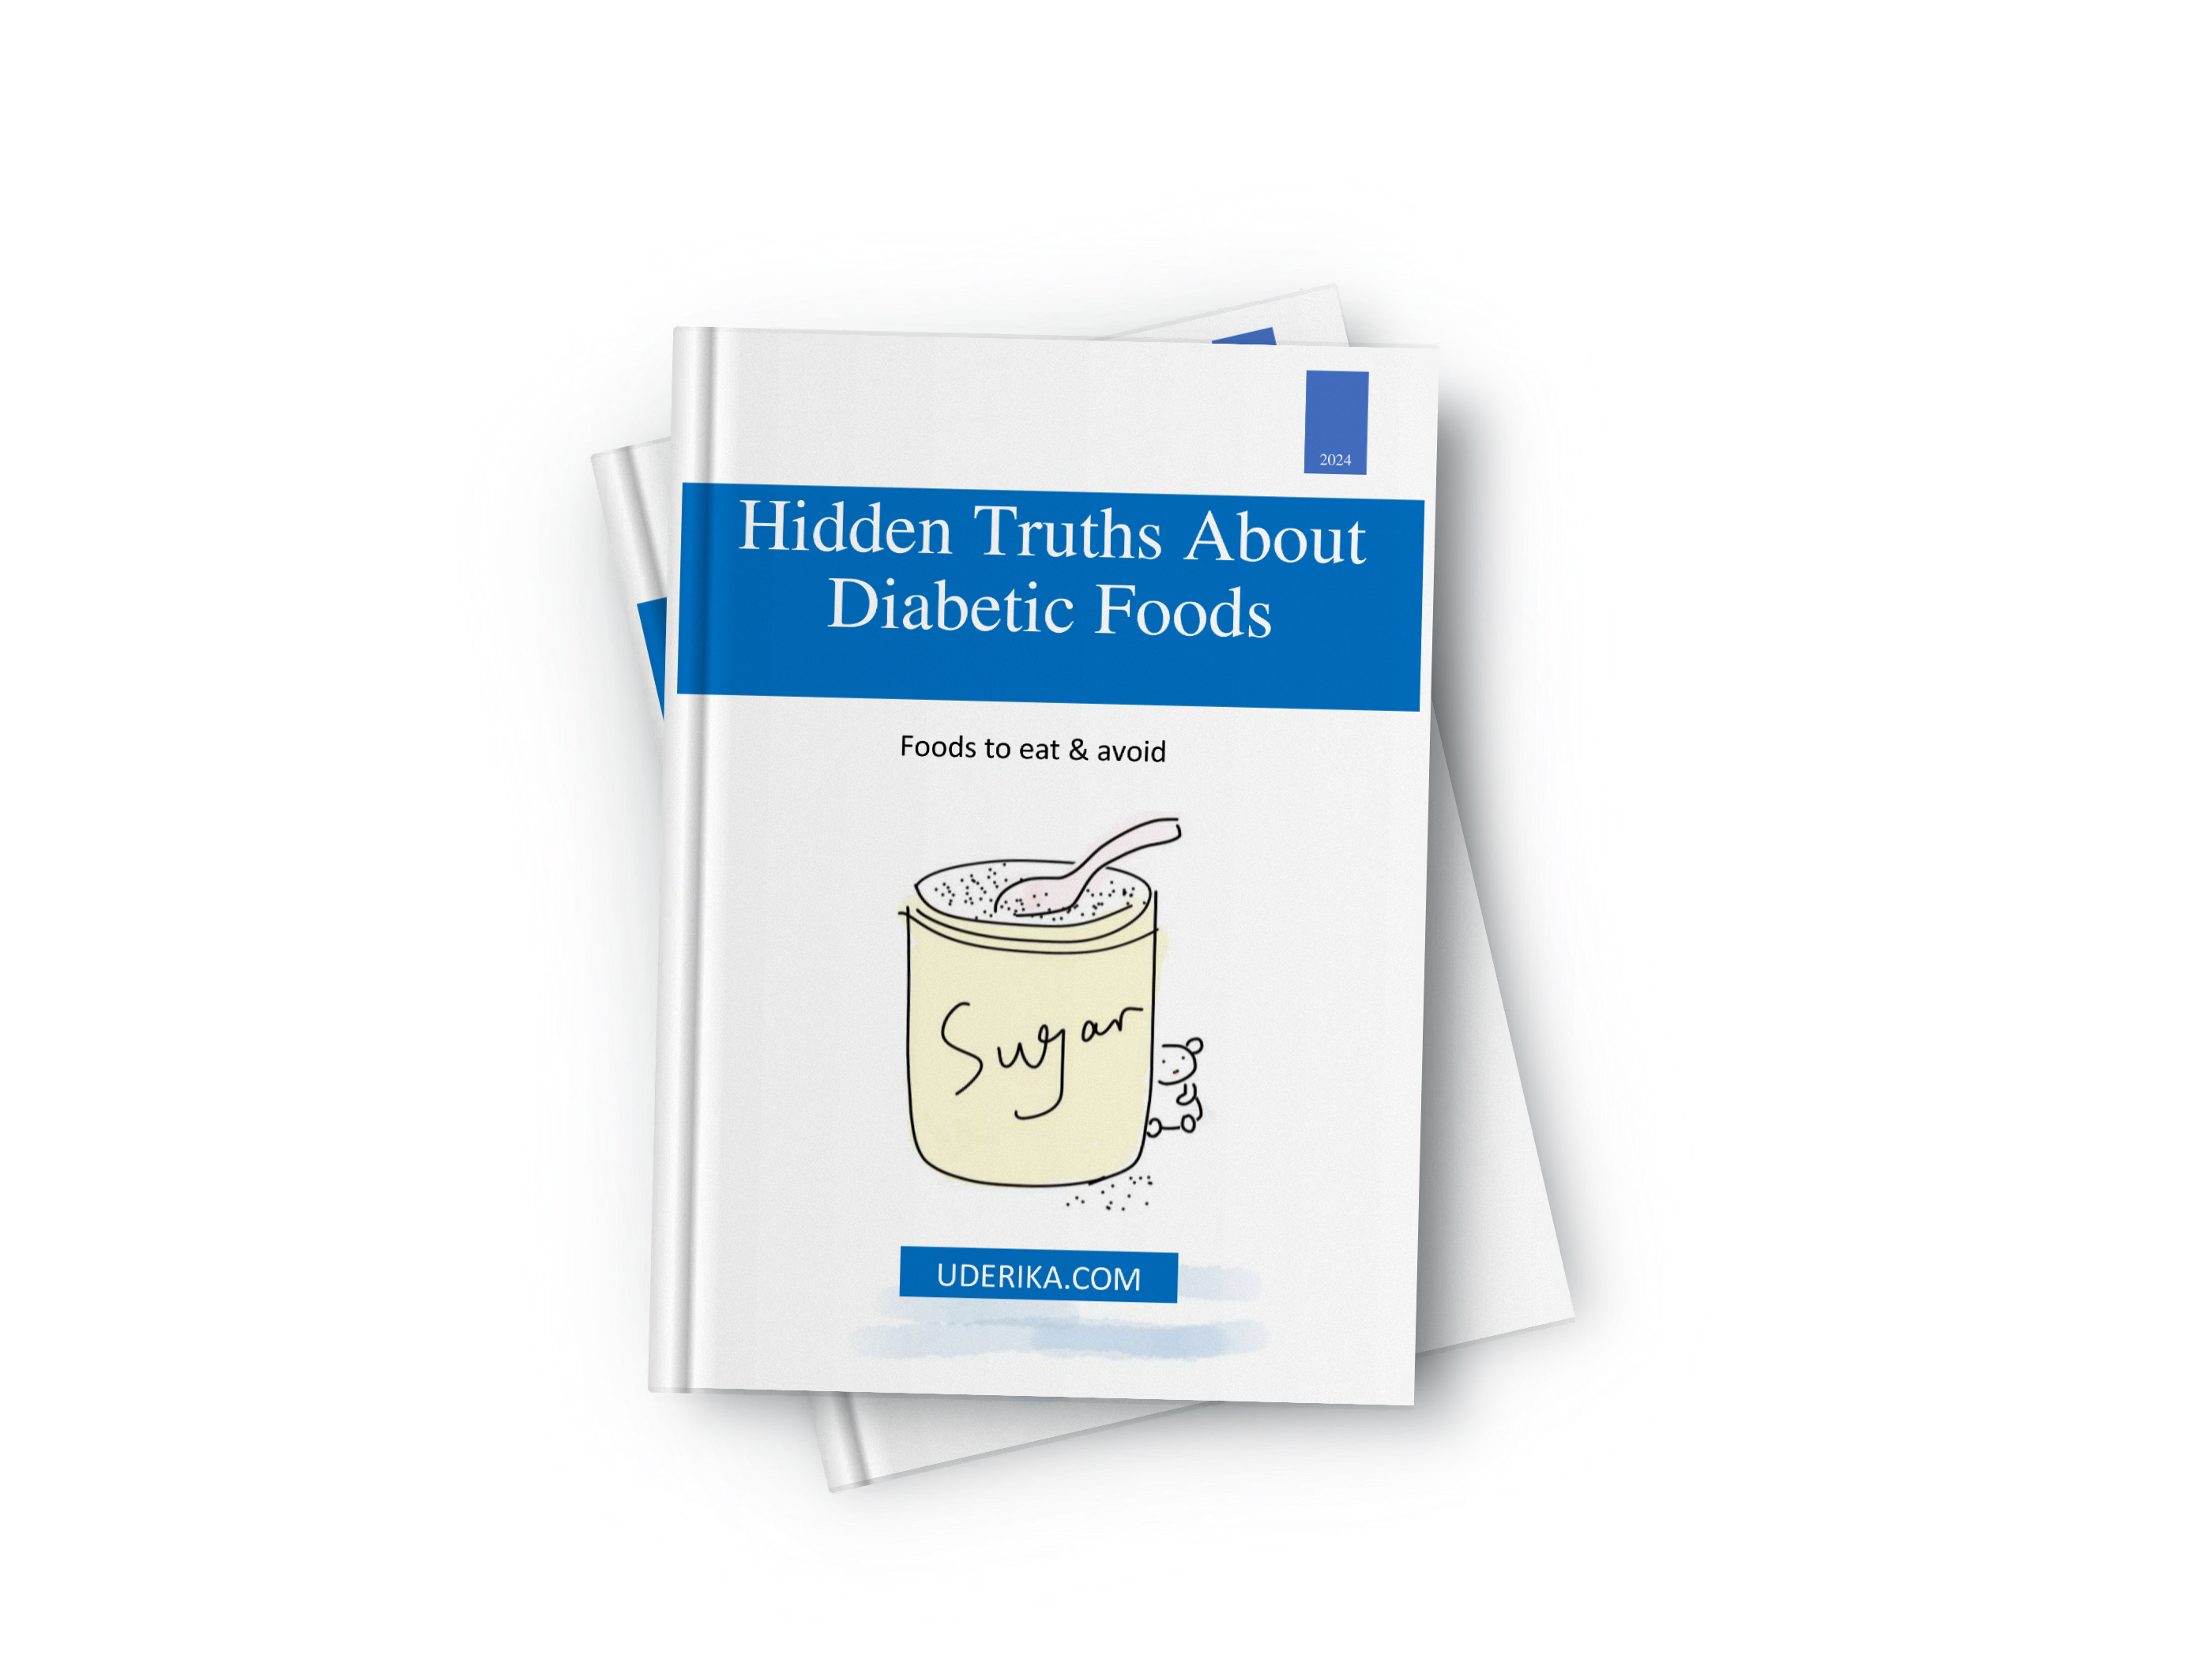 2024
Hidden Truths About
Diabetic Foods
Foods to eat & avoid
Sugar
UDERIKA.COM